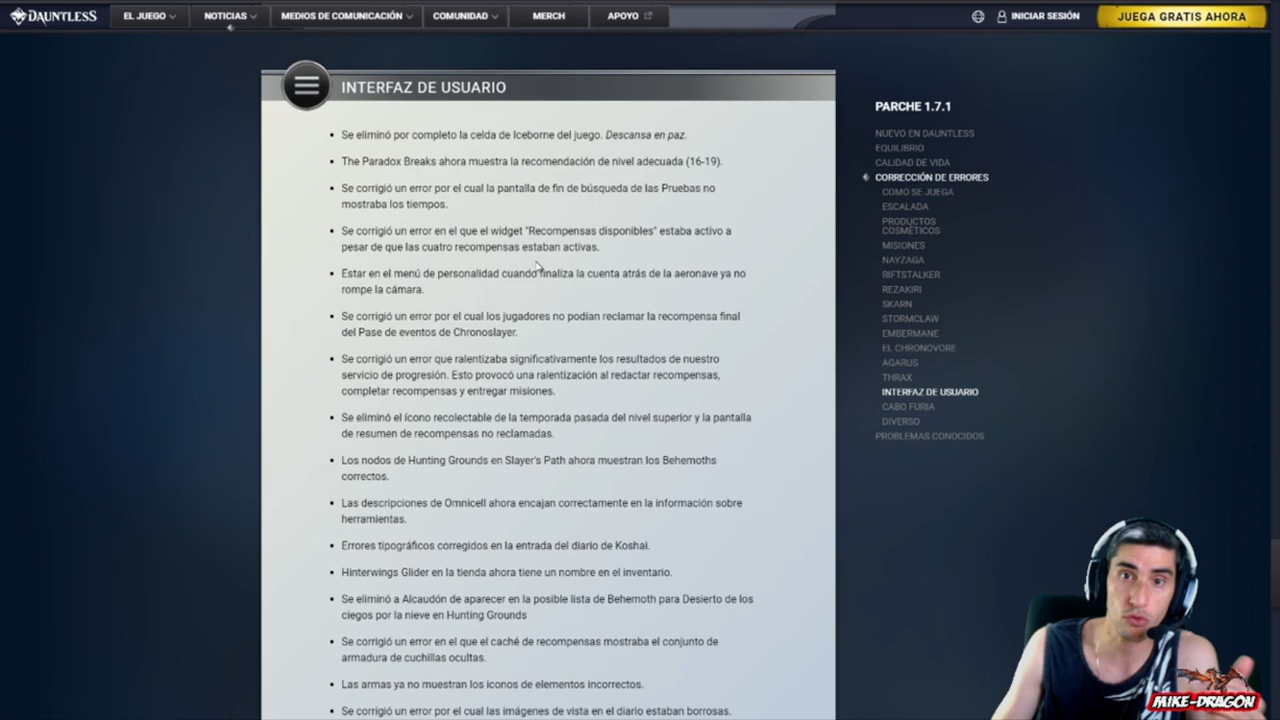 DAUNTLESS
EL JUEGO
NOTICIAS
MEDIOS DE COMUNICACIÓN
COMUNIDAD
MERCH
APOYO
INICIAR SESIÓN
JUEGA GRATIS AHORA
INTERFAZ DE USUARIO
• Se eliminó por completo la celda de Iceborne del juego. Descansa en paz.
• The Paradox Breaks ahora muestra la recomendación de nivel adecuada (16-19).
• Se corrigió un error por el cual la pantalla de fin de búsqueda de las Pruebas no
mostraba los tiempos.
• Se corrigió un error en el que el widget "Recompensas disponibles" estaba activo a
pesar de que las cuatro recompensas estaban activas.
• Estar en el menú de personalidad cuando finaliza la cuenta atrás de la aeronave ya no
rompe la cámara.
• Se corrigió un error por el cual los jugadores no podían reclamar la recompensa final
del Pase de eventos de Chronoslayer.
• Se corrigió un error que ralentizaba significativamente los resultados de nuestro
servicio de progresión. Esto provocó una ralentización al redactar recompensas,
completar recompensas y entregar misiones.
• Se eliminó el ícono recolectable de la temporada pasada del nivel superior y la pantalla
de resumen de recompensas no reclamadas.
• Los nodos de Hunting Grounds en Slayer's Path ahora muestran los Behemoths
correctos.
• Las descripciones de Omnicell ahora encajan correctamente en la información sobre
herramientas.
• Errores tipográficos corregidos en la entrada del diario de Koshai.
• Hinterwings Glider en la tienda ahora tiene un nombre en el inventario.
• Se eliminó a Alcaudón de aparecer en la posible lista de Behemoth para Desierto de los
ciegos por la nieve en Hunting Grounds
• Se corrigió un error en el que el caché de recompensas mostraba el conjunto de
armadura de cuchillas ocultas.
• Las armas ya no muestran los iconos de elementos incorrectos.
• Se corrigió un error por el cual las imágenes de vista en el diario estaban borrosas.
PARCHE 1.7.1
NUEVO EN DAUNTLESS
EQUILIBRIO
CALIDAD DE VIDA
CORRECCIÓN DE ERRORES
COMO SE JUEGA
ESCALADA
PRODUCTOS
COSMÉTICOS
MISIONES
NAYZAGA
RIFTSTALKER
REZAKIRI
SKARN
STORMCLAW
EMBERMANE
EL CHRONOVORE
AGARUS
THRAX
INTERFAZ DE USUARIO
CABO FURIA
DIVERSO
PROBLEMAS CONOCIDOS
MIKE-DRAGON